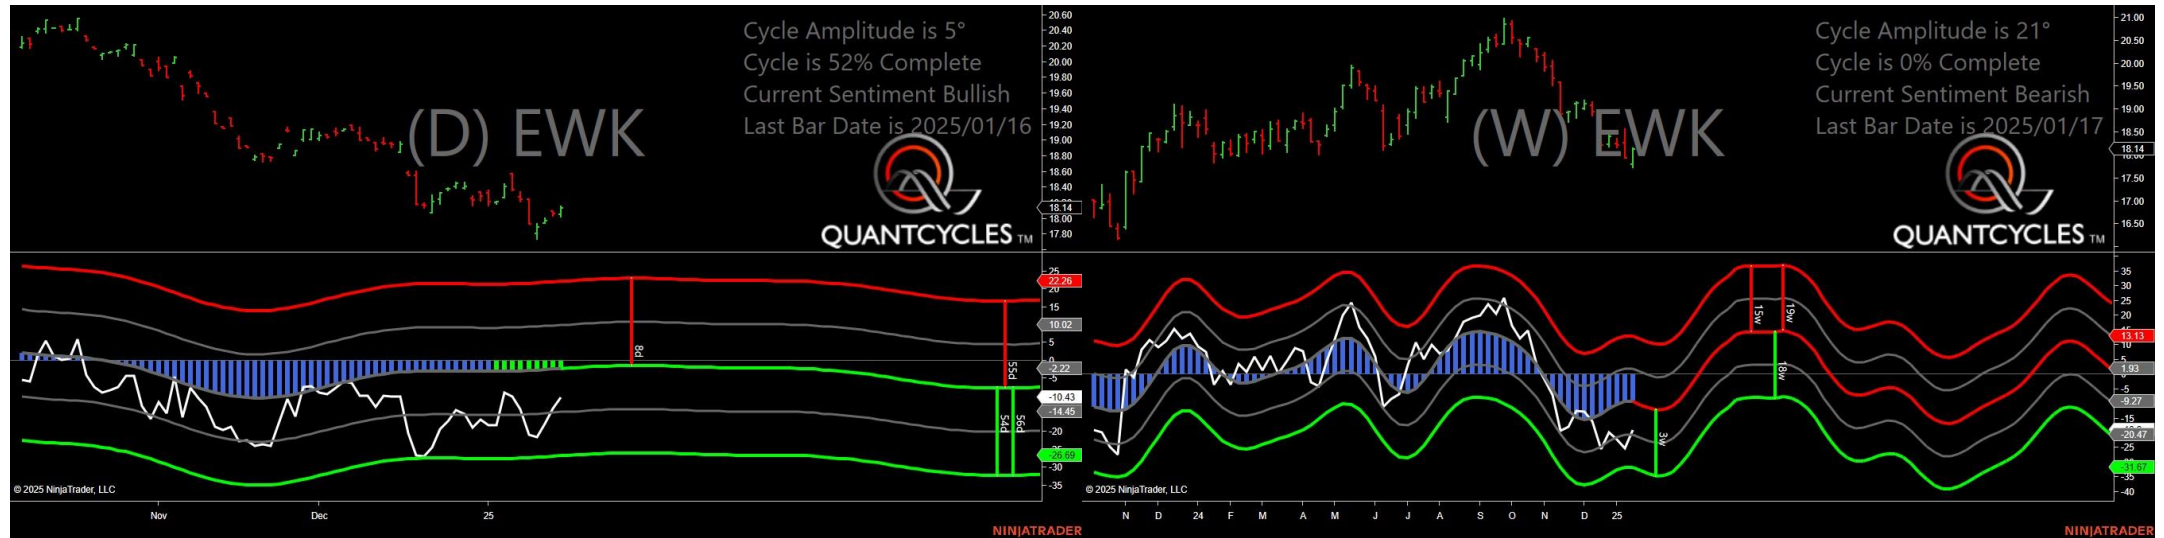 Cycle Amplitude is 5°
Cycle is 52% Complete
Current Sentiment Bullish
Last Bar Date is 2025/01/16
(D) EWK
QUANTCYCLES TM
20.60
20.40
20.20
20.00
19.80
19.60
19.40
19.20
19.00
18.80
18.60
18.40
18.14
18.00
17.80
25
22.26
20
15
10.02
5
0
-2.22
-5
-10.43
-14.45
-20
-26.69
-30
-35
8d
55d
54d
56d
© 2025 NinjaTrader, LLC
Nov Dec 25
NINJATRADER
Cycle Amplitude is 21°
Cycle is 0% Complete
Current Sentiment Bearish
Last Bar Date is 2025/01/17
(W) EWK
QUANTCYCLES TM
21.00
20.50
20.00
19.50
19.00
18.50
18.14
17.50
17.00
16.50
35
30
25
20
13.13
10
5
1.93
-5
-9.27
-15
-20.47
-25
-31.67
-35
-40
15w
19w
18w
3w
© 2025 NinjaTrader, LLC
N D 24 F M A M J J A S O N D 25
NINJATRADER